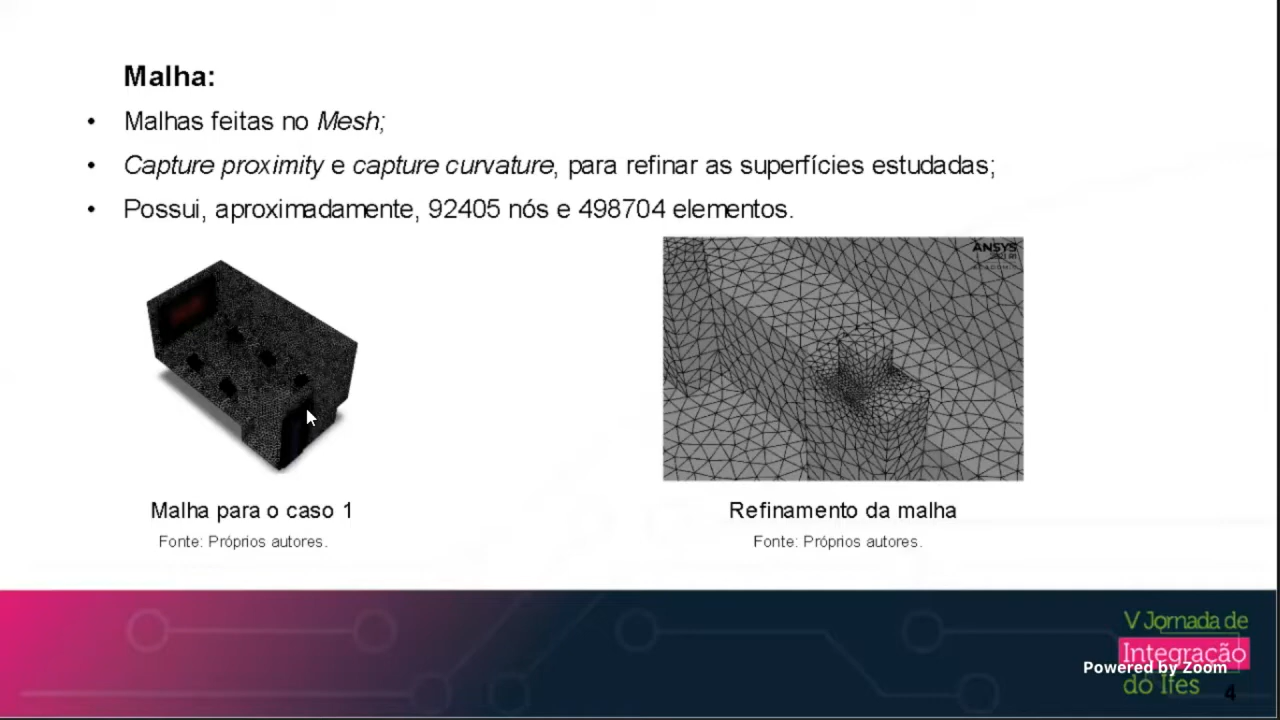 Malha:
• Malhas feitas no Mesh;
• Capture proximity e capture curvature, para refinar as superfícies estudadas;
• Possui, aproximadamente, 92405 nós e 498704 elementos.
ANSYS
Malha para o caso 1
Refinamento da malha
Fonte: Próprios autores.
Fonte: Próprios autores.
V Jornada de
Integração
Powered by Zoom
do Ifes
4